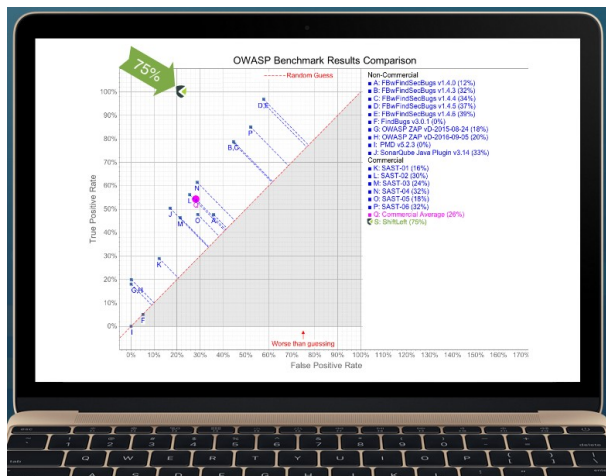 OWASP Benchmark Results Comparison
75%
Random Guess
100%
90%
80%
70%
60%
50%
40%
30%
20%
10%
0%
True Positive Rate
D;E
P
B;C
N
L
Q
J
O
A
M
K
G;H
F
I
Worse than guessing
0% 10% 20% 30% 40% 50% 60% 70% 80% 90% 100% 110% 120% 130% 140% 150% 160% 170%
False Positive Rate
Non-Commercial
A: FBwFindSecBugs v1.4.0 (12%)
B: FBwFindSecBugs v1.4.3 (32%)
C: FBwFindSecBugs v1.4.4 (34%)
D: FBwFindSecBugs v1.4.5 (37%)
E: FBwFindSecBugs v1.4.6 (39%)
F: FindBugs v3.0.1 (0%)
G: OWASP ZAP vD-2015-08-24 (18%)
H: OWASP ZAP vD-2016-09-05 (20%)
I: PMD v5.2.3 (0%)
J: SonarQube Java Plugin v3.14 (33%)
Commercial
K: SAST-01 (16%)
L: SAST-02 (30%)
M: SAST-03 (24%)
N: SAST-04 (32%)
O: SAST-05 (18%)
P: SAST-06 (32%)
Q: Commercial Average (26%)
S: ShiftLeft (75%)
Q W E R T Y U I O P
A S D F G H J K L